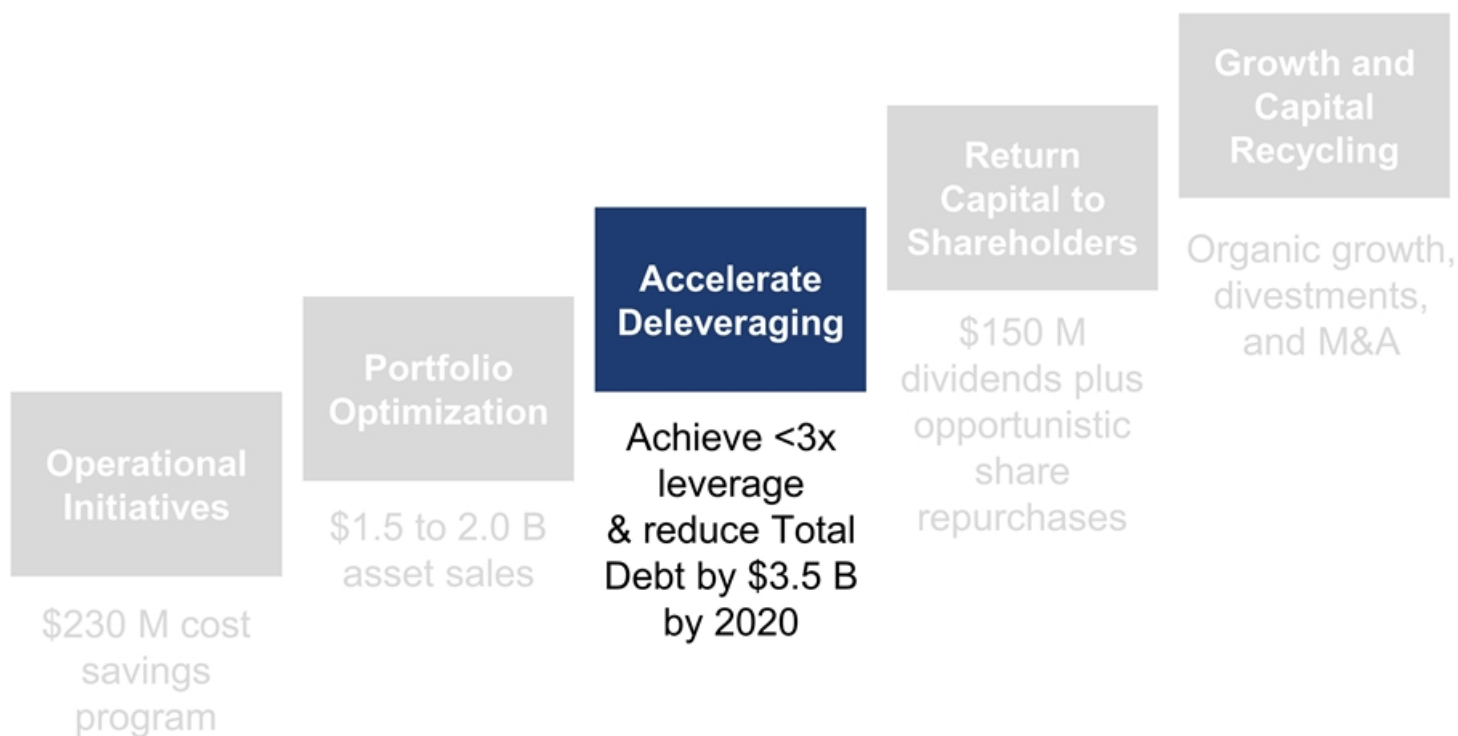 Operational
Initiatives
$230 M cost
savings
program
Portfolio
Optimization
$1.5 to 2.0 B
asset sales
Accelerate
Deleveraging
Achieve <3x
leverage
& reduce Total
Debt by $3.5 B
by 2020
Return
Capital to
Shareholders
$150 M
dividends plus
opportunistic
share
repurchases
Growth and
Capital
Recycling
Organic growth,
divestments,
and M&A